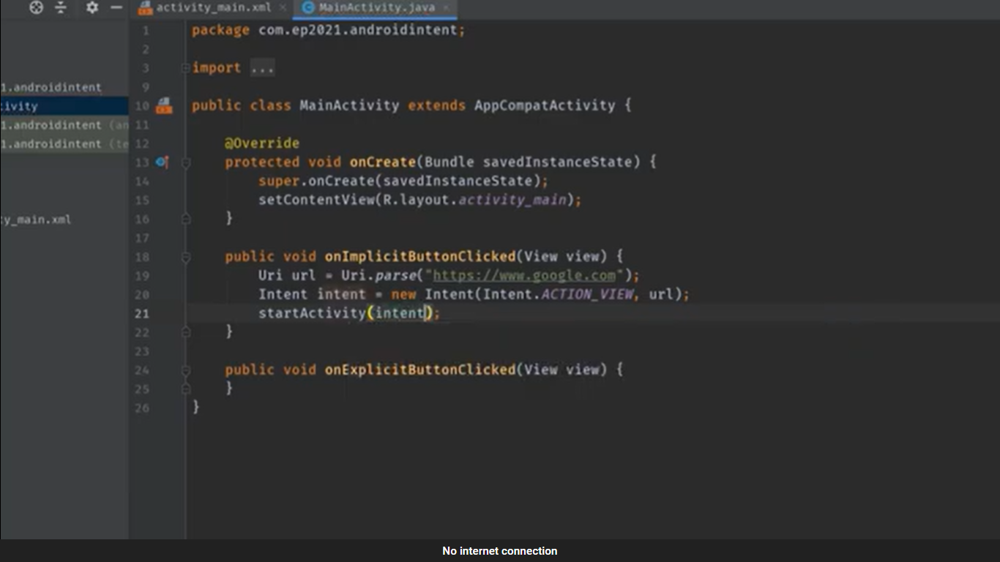 activity_main.xml
MainActivity.java
1 package com.ep2021.androidintent;
2
3 import ...
1.androidintent
9
ivity
10 public class MainActivity extends AppCompatActivity {
1.androidintent (an
11
1.androidintent (te
12 @Override
13 protected void onCreate(Bundle savedInstanceState) {
14 super.onCreate(savedInstanceState);
15 setContentView(R.layout.activity_main);
y_main.xml
16 }
17
18 public void onImplicitButtonClicked(View view) {
19 Uri url = Uri.parse("https://www.google.com");
20 Intent intent = new Intent(Intent.ACTION_VIEW, url);
21 startActivity(intent);
22 }
23
24 public void onExplicitButtonClicked(View view) {
25 }
26 }
No internet connection